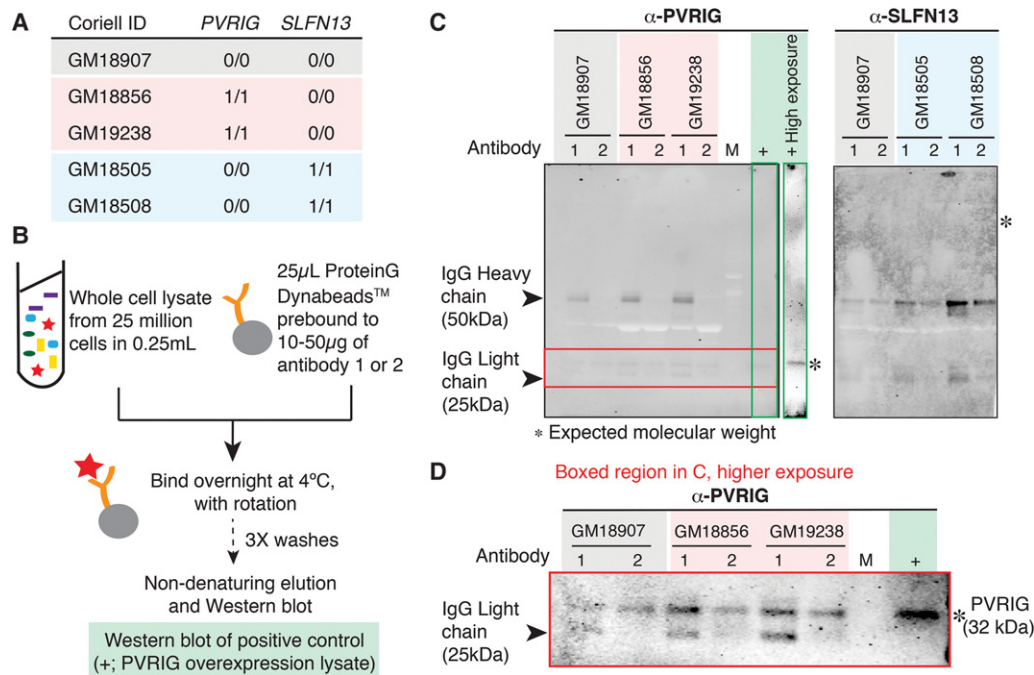 A
Coriell ID PVRIG SLFN13
GM18907 0/0 0/0
GM18856 1/1 0/0
GM19238 1/1 0/0
GM18505 0/0 1/1
GM18508 0/0 1/1
B
Whole cell lysate
from 25 million
cells in 0.25mL
25µL ProteinG
Dynabeads™
prebound to
10-50µg of
antibody 1 or 2
Bind overnight at 4ºC,
with rotation
3X washes
Non-denaturing elution
and Western blot
Western blot of positive control
(+; PVRIG overexpression lysate)
C
α-PVRIG
GM18907 GM18856 GM19238 + High exposure
Antibody 1 2 1 2 1 2 M +
IgG Heavy
chain
(50kDa)
IgG Light
chain
(25kDa)
*
* Expected molecular weight
α-SLFN13
GM18907 GM18505 GM18508
1 2 1 2 1 2
*
D
Boxed region in C, higher exposure
α-PVRIG
GM18907 GM18856 GM19238
Antibody 1 2 1 2 1 2 M +
IgG Light
chain
(25kDa)
* PVRIG
(32 kDa)